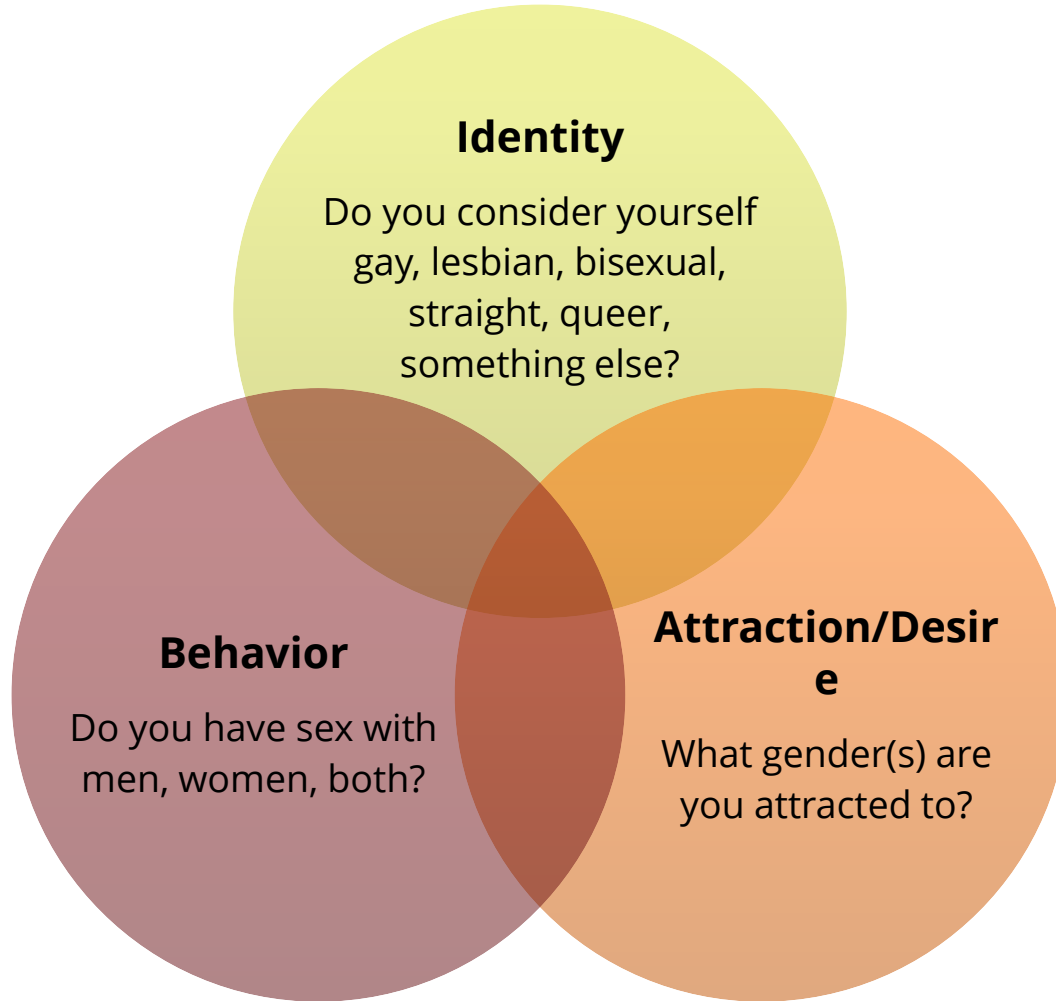 Identity
Do you consider yourself
gay, lesbian, bisexual,
straight, queer,
something else?
Behavior
Do you have sex with
men, women, both?
Attraction/Desir
e
What gender(s) are
you attracted to?